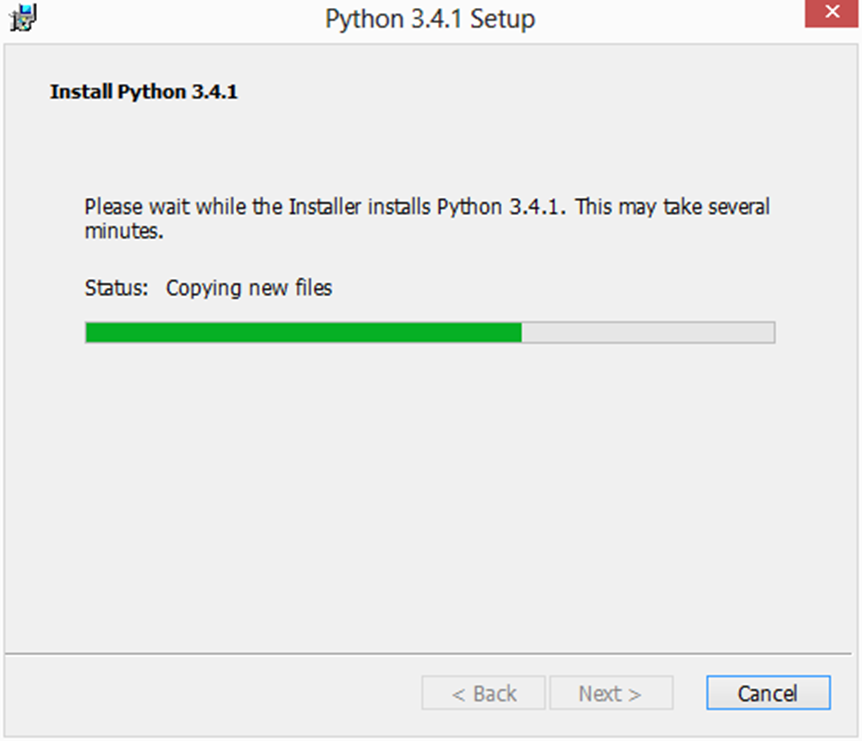 Python 3.4.1 Setup
Install Python 3.4.1
Please wait while the Installer installs Python 3.4.1. This may take several
minutes.
Status: Copying new files
< Back Next > Cancel